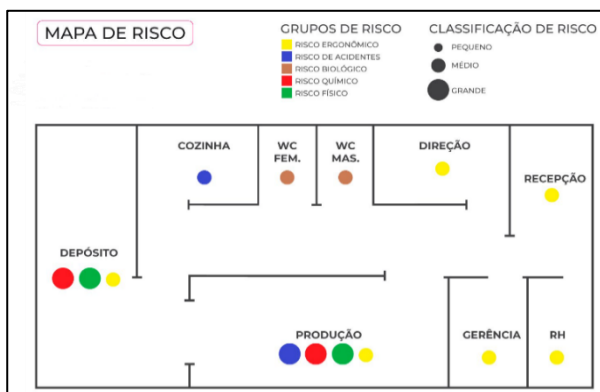 MAPA DE RISCO
GRUPOS DE RISCO
RISCO ERGONÔMICO
RISCO DE ACIDENTES
RISCO BIOLÓGICO
RISCO QUÍMICO
RISCO FÍSICO
CLASSIFICAÇÃO DE RISCO
PEQUENO
MÉDIO
GRANDE
COZINHA
WC
FEM.
WC
MAS.
DIREÇÃO
RECEPÇÃO
DEPÓSITO
PRODUÇÃO
GERÊNCIA
RH